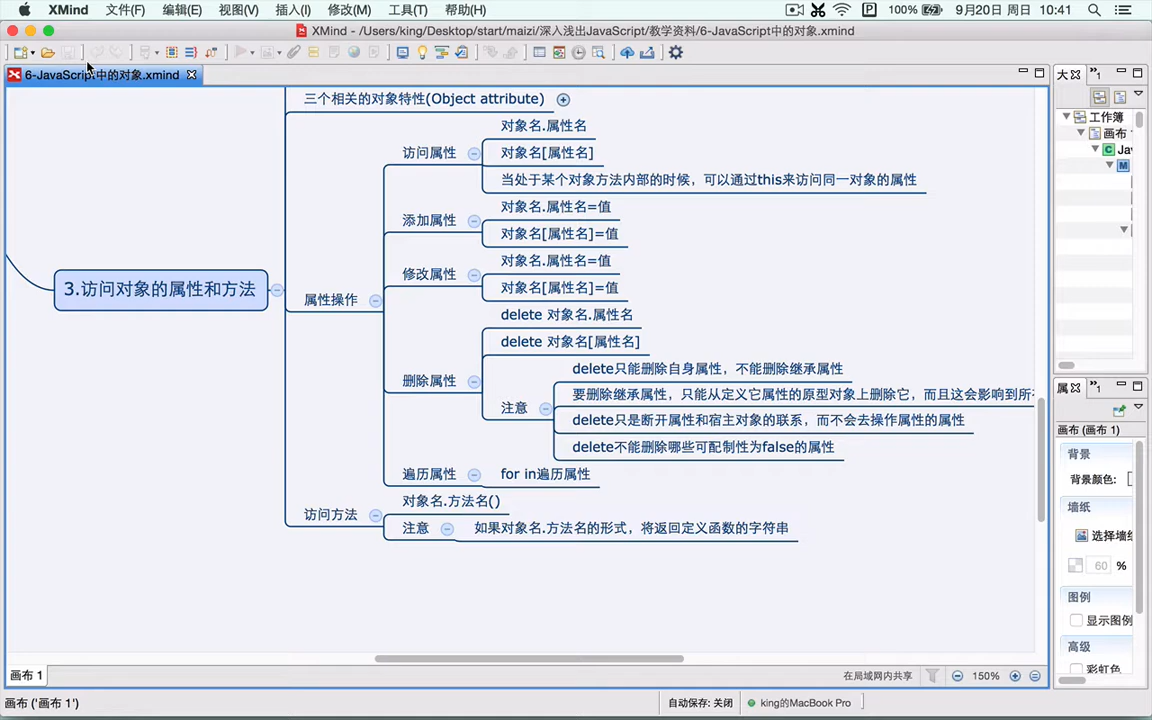 XMind 文件(F) 编辑(E) 视图(V) 插入(I) 修改(M) 工具(T) 帮助(H) 100% 9月20日 周日 10:41
XMind - /Users/king/Desktop/start/maizi/深入浅出JavaScript/教学资料/6-JavaScript中的对象.xmind
6-JavaScript中的对象.xmind
三个相关的对象特性(Object attribute)
对象名.属性名
访问属性
对象名[属性名]
当处于某个对象方法内部的时候，可以通过this来访问同一对象的属性
对象名.属性名=值
添加属性
对象名[属性名]=值
对象名.属性名=值
修改属性
对象名[属性名]=值
3.访问对象的属性和方法
属性操作
delete 对象名.属性名
delete 对象名[属性名]
删除属性
delete只能删除自身属性，不能删除继承属性
要删除继承属性，只能从定义它属性的原型对象上删除它，而且这会影响到所
注意
delete只是断开属性和宿主对象的联系，而不会去操作属性的属性
delete不能删除哪些可配制性为false的属性
遍历属性
for in遍历属性
对象名.方法名()
访问方法
注意
如果对象名.方法名的形式，将返回定义函数的字符串
大
1
工作簿
画布
Jav
M
属
1
画布 (画布 1)
背景
背景颜色:
墙纸
选择墙
60 %
图例
显示图例
高级
彩虹色
画布 1
在局域网内共享
150%
画布 ('画布 1')
自动保存: 关闭
king的MacBook Pro